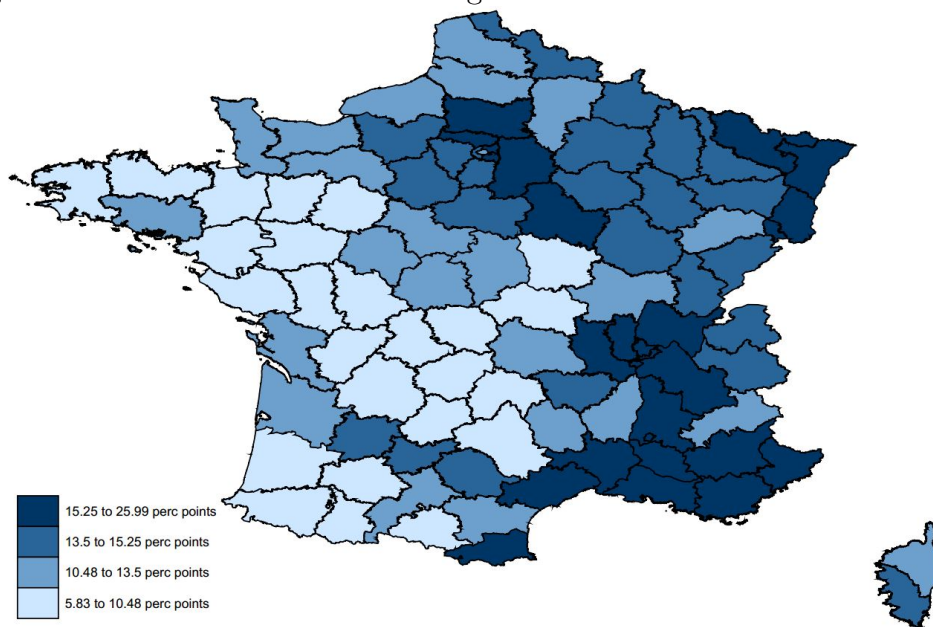 15.25 to 25.99 perc points
13.5 to 15.25 perc points
10.48 to 13.5 perc points
5.83 to 10.48 perc points